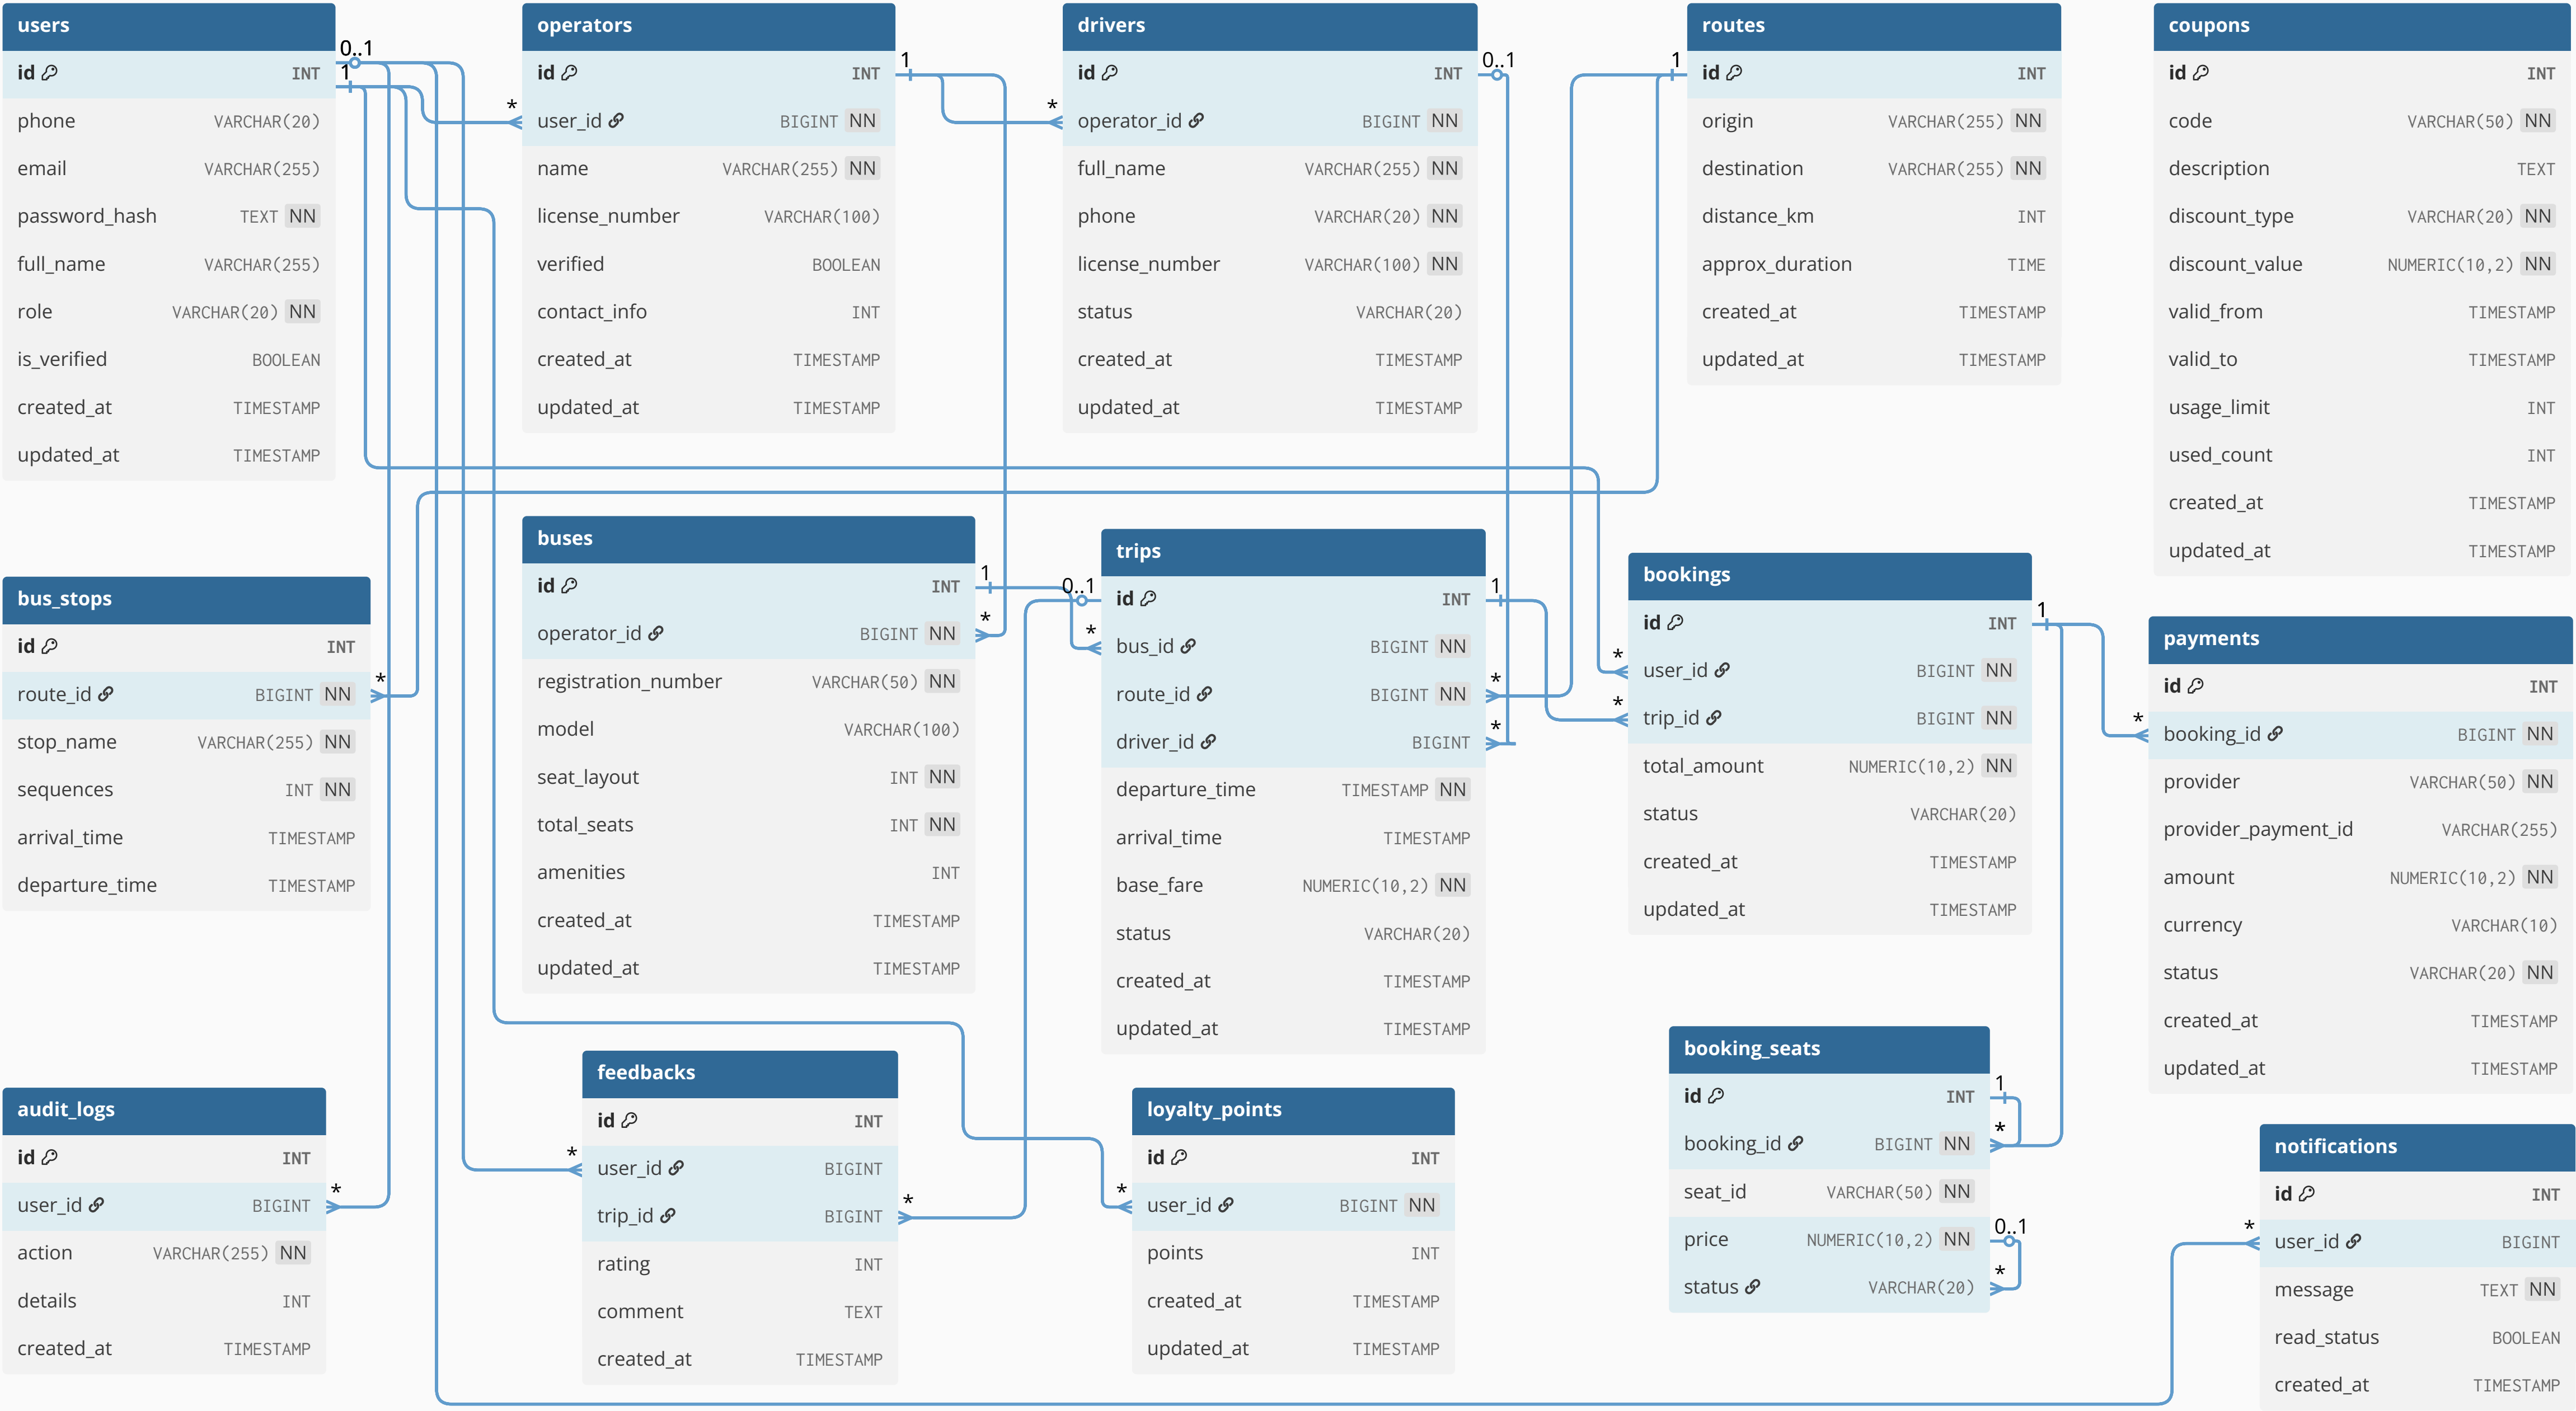 users
id INT
phone VARCHAR(20)
email VARCHAR(255)
password_hash TEXT NN
full_name VARCHAR(255)
role VARCHAR(20) NN
is_verified BOOLEAN
created_at TIMESTAMP
updated_at TIMESTAMP
0..1
1
operators
id INT
user_id BIGINT NN
name VARCHAR(255) NN
license_number VARCHAR(100)
verified BOOLEAN
contact_info INT
created_at TIMESTAMP
updated_at TIMESTAMP
*
1
drivers
id INT
operator_id BIGINT NN
full_name VARCHAR(255) NN
phone VARCHAR(20) NN
license_number VARCHAR(100) NN
status VARCHAR(20)
created_at TIMESTAMP
updated_at TIMESTAMP
*
0..1
routes
id INT
origin VARCHAR(255) NN
destination VARCHAR(255) NN
distance_km INT
approx_duration TIME
created_at TIMESTAMP
updated_at TIMESTAMP
1
coupons
id INT
code VARCHAR(50) NN
description TEXT
discount_type VARCHAR(20) NN
discount_value NUMERIC(10,2) NN
valid_from TIMESTAMP
valid_to TIMESTAMP
usage_limit INT
used_count INT
created_at TIMESTAMP
updated_at TIMESTAMP
bus_stops
id INT
route_id BIGINT NN
stop_name VARCHAR(255) NN
sequences INT NN
arrival_time TIMESTAMP
departure_time TIMESTAMP
*
buses
id INT
operator_id BIGINT NN
registration_number VARCHAR(50) NN
model VARCHAR(100)
seat_layout INT NN
total_seats INT NN
amenities INT
created_at TIMESTAMP
updated_at TIMESTAMP
1
*
trips
id INT
bus_id BIGINT NN
route_id BIGINT NN
driver_id BIGINT
departure_time TIMESTAMP NN
arrival_time TIMESTAMP
base_fare NUMERIC(10,2) NN
status VARCHAR(20)
created_at TIMESTAMP
updated_at TIMESTAMP
0..1
*
1
*
*
bookings
id INT
user_id BIGINT NN
trip_id BIGINT NN
total_amount NUMERIC(10,2) NN
status VARCHAR(20)
created_at TIMESTAMP
updated_at TIMESTAMP
*
*
1
payments
id INT
booking_id BIGINT NN
provider VARCHAR(50) NN
provider_payment_id VARCHAR(255)
amount NUMERIC(10,2) NN
currency VARCHAR(10)
status VARCHAR(20) NN
created_at TIMESTAMP
updated_at TIMESTAMP
*
audit_logs
id INT
user_id BIGINT
action VARCHAR(255) NN
details INT
created_at TIMESTAMP
*
feedbacks
id INT
user_id BIGINT
trip_id BIGINT
rating INT
comment TEXT
created_at TIMESTAMP
*
*
loyalty_points
id INT
user_id BIGINT NN
points INT
created_at TIMESTAMP
updated_at TIMESTAMP
*
booking_seats
id INT
booking_id BIGINT NN
seat_id VARCHAR(50) NN
price NUMERIC(10,2) NN
status VARCHAR(20)
1
*
0..1
*
notifications
id INT
user_id BIGINT
message TEXT NN
read_status BOOLEAN
created_at TIMESTAMP
*